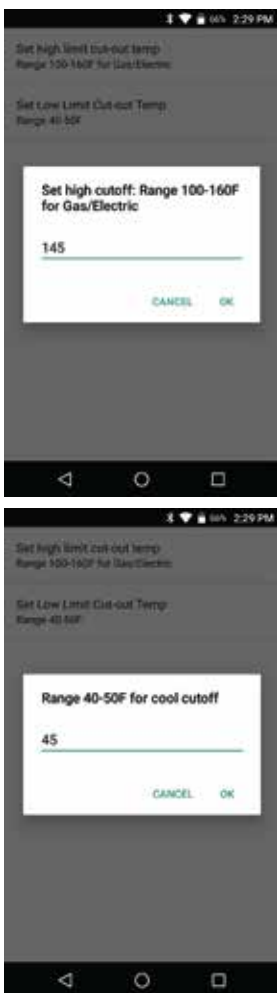 66% 2:29 PM
Set high limit cut-out temp
Range 100-160F for Gas/Electric
Set Low Limit Cut-out Temp
Range 40-50F
Set high cutoff: Range 100-160F
for Gas/Electric
145
CANCEL OK
66% 2:29 PM
Set high limit cut-out temp
Range 100-160F for Gas/Electric
Set Low Limit Cut-out Temp
Range 40-50F
Range 40-50F for cool cutoff
45
CANCEL OK